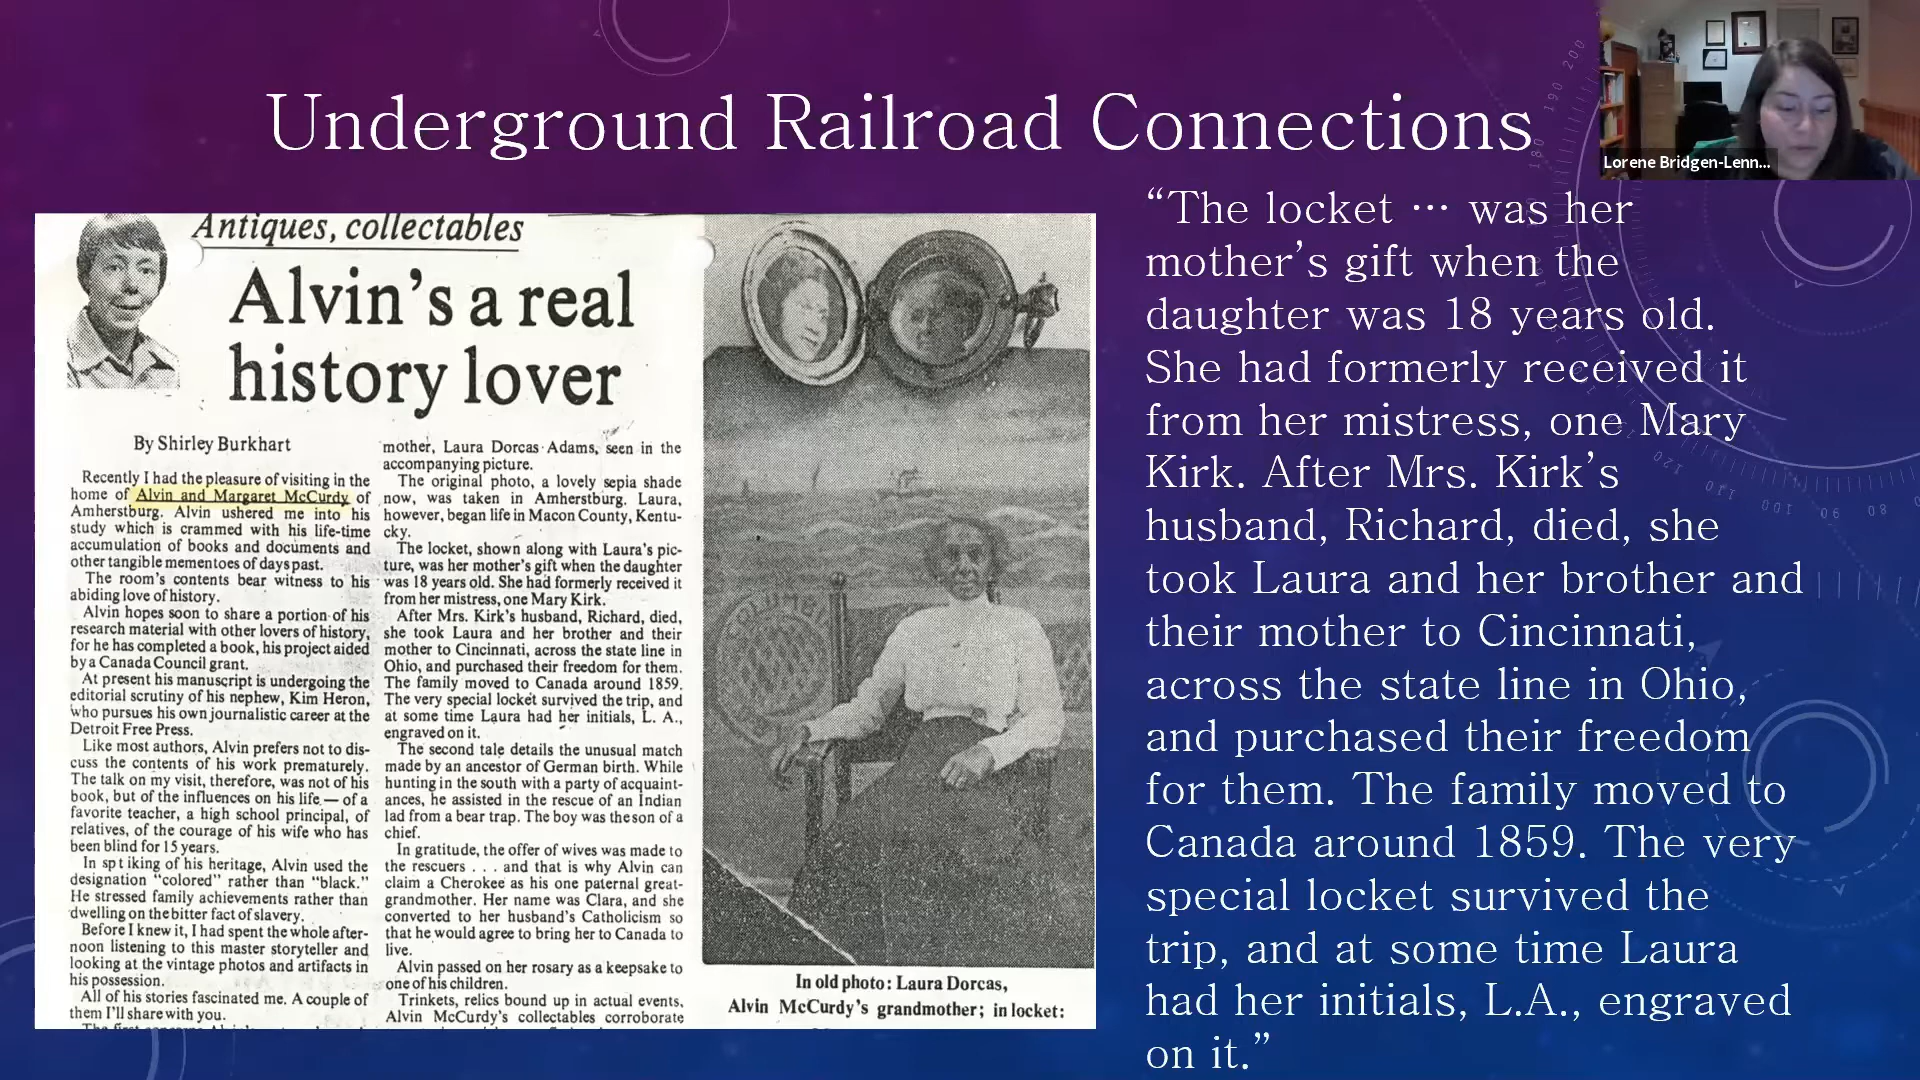 Underground Railroad Connections
Lorene Bridgen-Lenn...
Antiques, collectables
Alvin's a real
history lover
By Shirley Burkhart
Recently I had the pleasure of visiting in the
home of Alvin and Margaret McCurdy of
Amherstburg. Alvin ushered me into his
study which is crammed with his life-time
accumulation of books and documents and
other tangible mementoes of days past.
The room's contents bear witness to his
abiding love of history.
Alvin hopes soon to share a portion of his
research material with other lovers of history,
for he has completed a book, his project aided
by a Canada Council grant.
At present his manuscript is undergoing the
editorial scrutiny of his nephew, Kim Heron,
who pursues his own journalistic career at the
Detroit Free Press.
Like most authors, Alvin prefers not to dis-
cuss the contents of his work prematurely.
The talk on my visit, therefore, was not of his
book, but of the influences on his life — of a
favorite teacher, a high school principal, of
relatives, of the courage of his wife who has
been blind for 15 years.
In of his heritage, Alvin used the
designation "colored" rather than "black."
He stressed family achievements rather than
dwelling on the bitter fact of slavery.
Before I knew it, I had spent the whole after-
noon listening to this master storyteller and
looking at the vintage photos and artifacts in
his possession.
All of his stories fascinated me. A couple of
them I'll share with you.
mother, Laura Dorcas Adams, seen in the
accompanying picture.
The original photo, a lovely sepia shade
now, was taken in Amherstburg. Laura,
however, began life in Macon County, Kentu-
cky.
The locket, shown along with Laura's pic-
ture, was her mother's gift when the daughter
was 18 years old. She had formerly received it
from her mistress, one Mary Kirk.
After Mrs. Kirk's husband, Richard, died,
she took Laura and her brother and their
mother to Cincinnati, across the state line in
Ohio, and purchased their freedom for them.
The family moved to Canada around 1859.
The very special locket survived the trip, and
at some time Laura had her initials, L. A.,
engraved on it.
The second tale details the unusual match
made by an ancestor of German birth. While
hunting in the south with a party of acquaint-
ances, he assisted in the rescue of an Indian
lad from a bear trap. The boy was the son of a
chief.
In gratitude, the offer of wives was made to
the rescuers . . . and that is why Alvin can
claim a Cherokee as his one paternal great-
grandmother. Her name was Clara, and she
converted to her husband's Catholicism so
that he would agree to bring her to Canada to
live.
Alvin passed on her rosary as a keepsake to
one of his children.
Trinkets, relics bound up in actual events,
Alvin McCurdy's collectables corroborate
In old photo: Laura Dorcas,
Alvin McCurdy's grandmother; in locket:
“The locket … was her
mother’s gift when the
daughter was 18 years old.
She had formerly received it
from her mistress, one Mary
Kirk. After Mrs. Kirk’s
husband, Richard, died, she
took Laura and her brother and
their mother to Cincinnati,
across the state line in Ohio,
and purchased their freedom
for them. The family moved to
Canada around 1859. The very
special locket survived the
trip, and at some time Laura
had her initials, L.A., engraved
on it.”